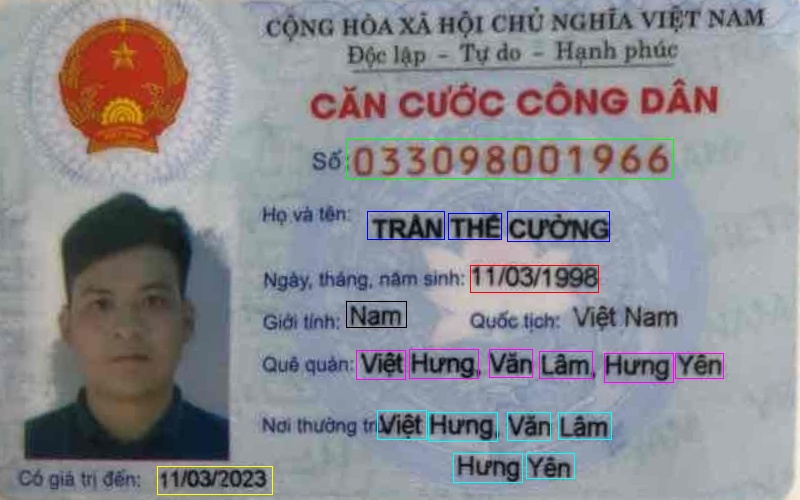 CỘNG HÒA XÃ HỘI CHỦ NGHĨA VIỆT NAM
Độc lập - Tự do - Hạnh phúc
CĂN CƯỚC CÔNG DÂN
Số: 033098001966
Họ và tên: TRẦN THẾ CƯỜNG
Ngày, tháng, năm sinh: 11/03/1998
Giới tính: Nam Quốc tịch: Việt Nam
Quê quán: Việt Hưng, Văn Lâm, Hưng Yên
Nơi thường trú: Việt Hưng, Văn Lâm
Hưng Yên
Có giá trị đến: 11/03/2023